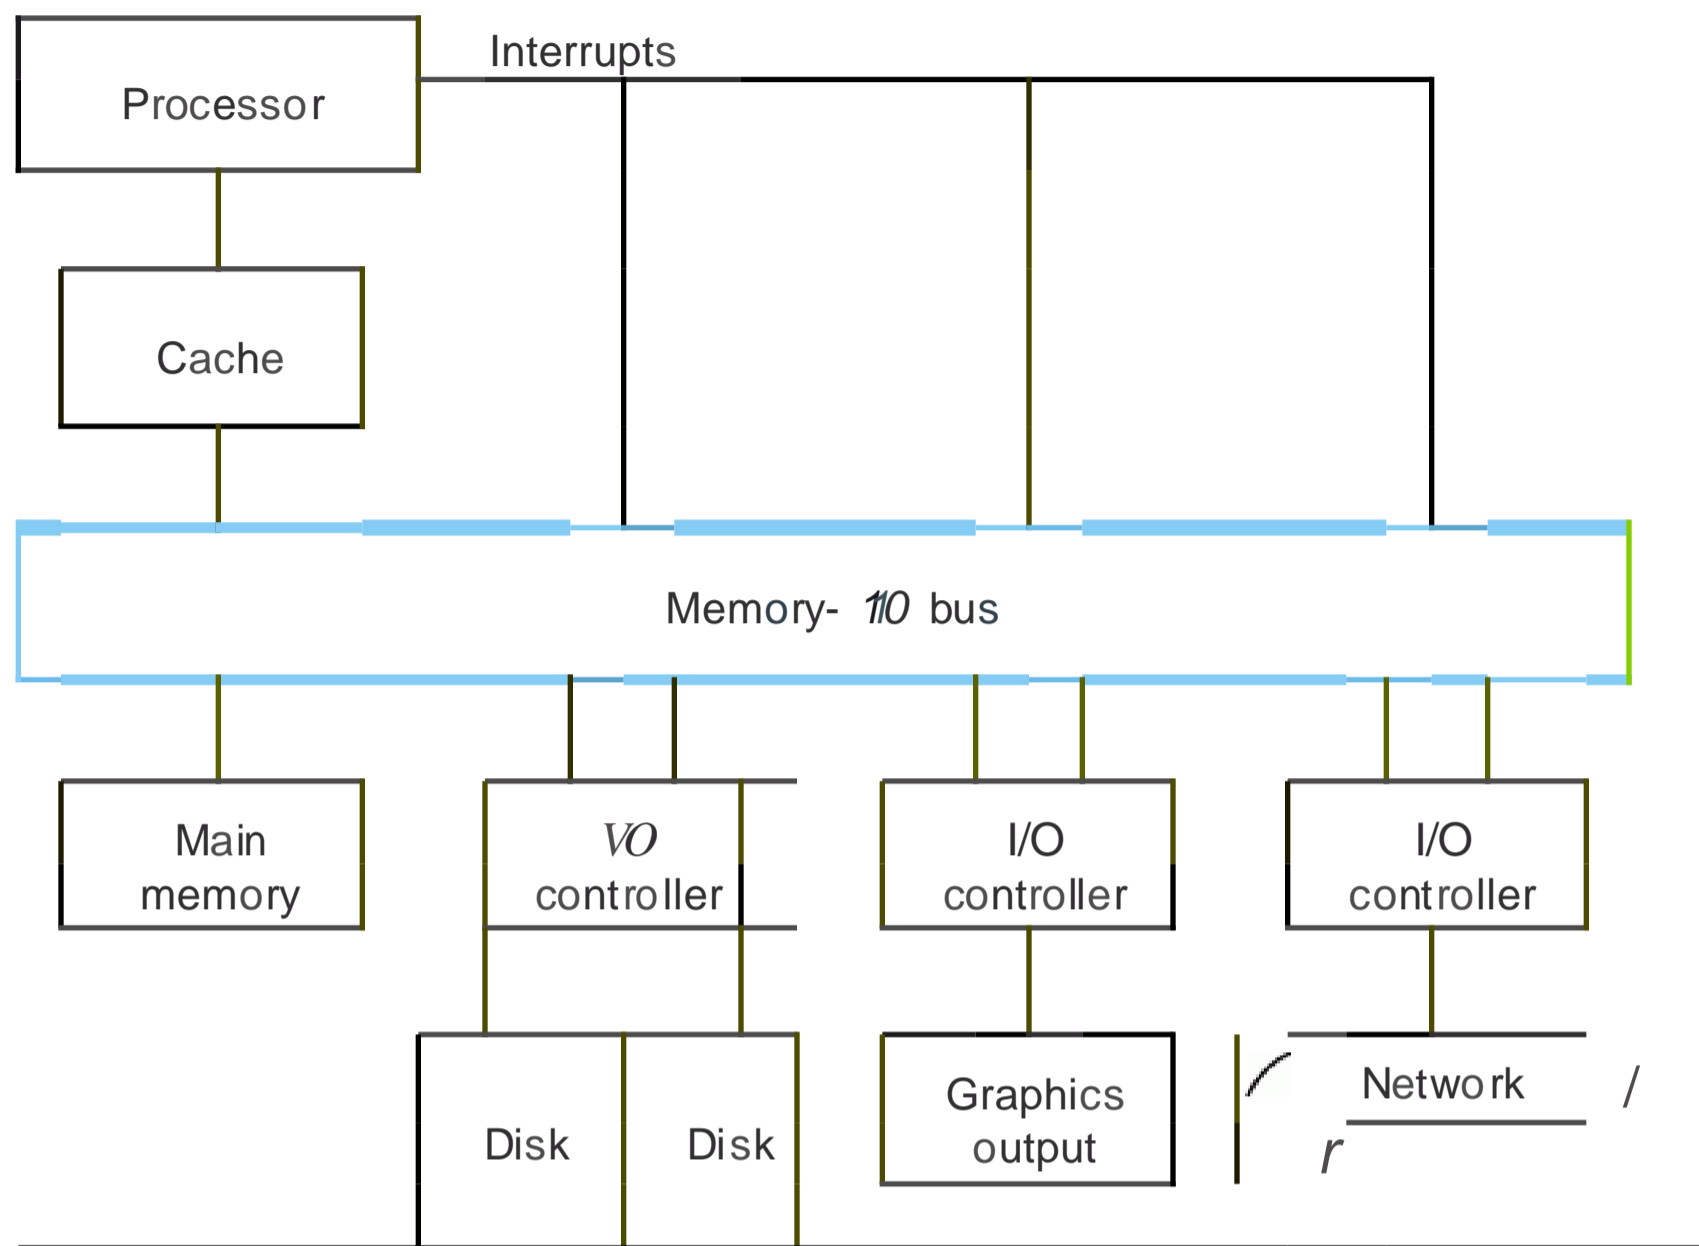 Interrupts
Processor
Cache
Memory- 110 bus
Main
memory
VO
controller
I/O
controller
I/O
controller
Disk
Disk
Graphics
output
Network /
r